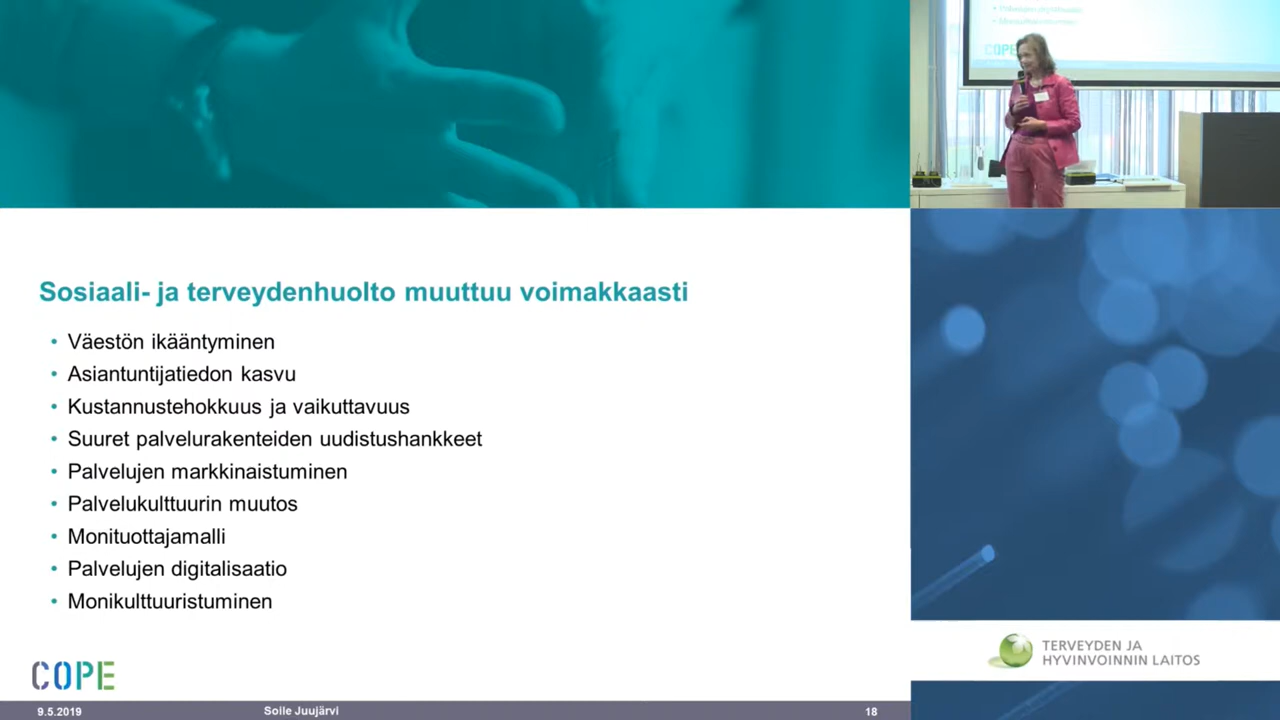 Sosiaali- ja terveydenhuolto muuttuu voimakkaasti
• Väestön ikääntyminen
• Asiantuntijatiedon kasvu
• Kustannustehokkuus ja vaikuttavuus
• Suuret palvelurakenteiden uudistushankkeet
• Palvelujen markkinaistuminen
• Palvelukulttuurin muutos
• Monituottajamalli
• Palvelujen digitalisaatio
• Monikulttuuristuminen
COPE
9.5.2019
Soile Juujärvi
18
COPE
TERVEYDEN JA
HYVINVOINNIN LAITOS